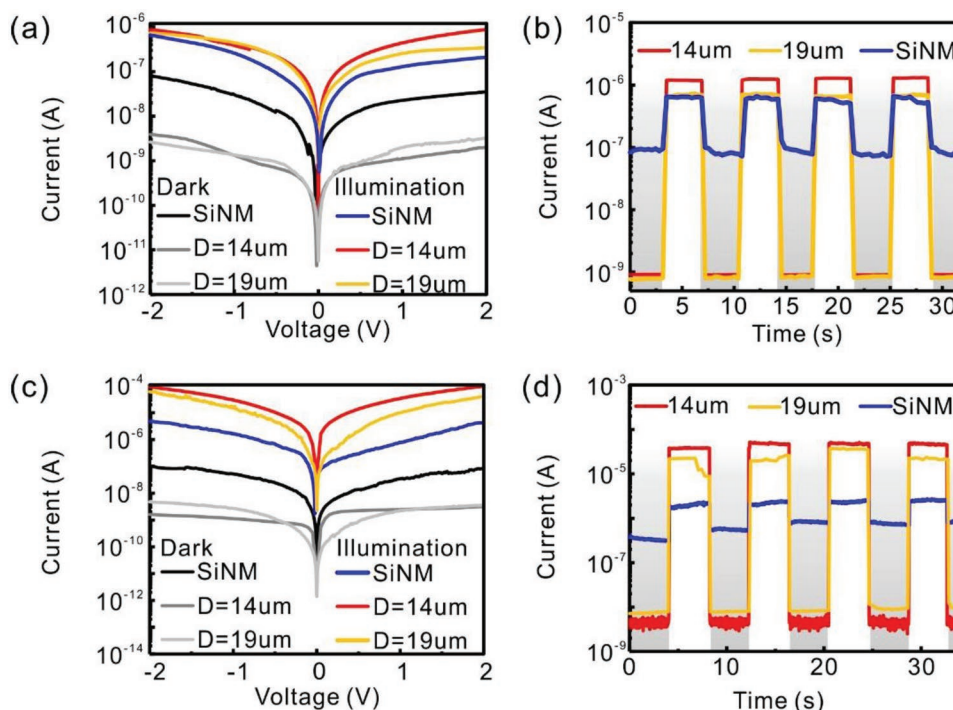 (a)
10⁻⁶
10⁻⁷
10⁻⁸
10⁻⁹
10⁻¹⁰
10⁻¹¹
10⁻¹²
Current (A)
Dark Illumination
SiNM SiNM
D=14um D=14um
D=19um D=19um
-2 -1 0 1 2
Voltage (V)
(b)
10⁻⁵
10⁻⁶
10⁻⁷
10⁻⁸
10⁻⁹
Current (A)
14um 19um SiNM
0 5 10 15 20 25 30
Time (s)
(c)
10⁻⁴
10⁻⁶
10⁻⁸
10⁻¹⁰
10⁻¹²
10⁻¹⁴
Current (A)
Dark Illumination
SiNM SiNM
D=14um D=14um
D=19um D=19um
-2 -1 0 1 2
Voltage (V)
(d)
10⁻³
10⁻⁵
10⁻⁷
10⁻⁹
Current (A)
14um 19um SiNM
0 10 20 30
Time (s)